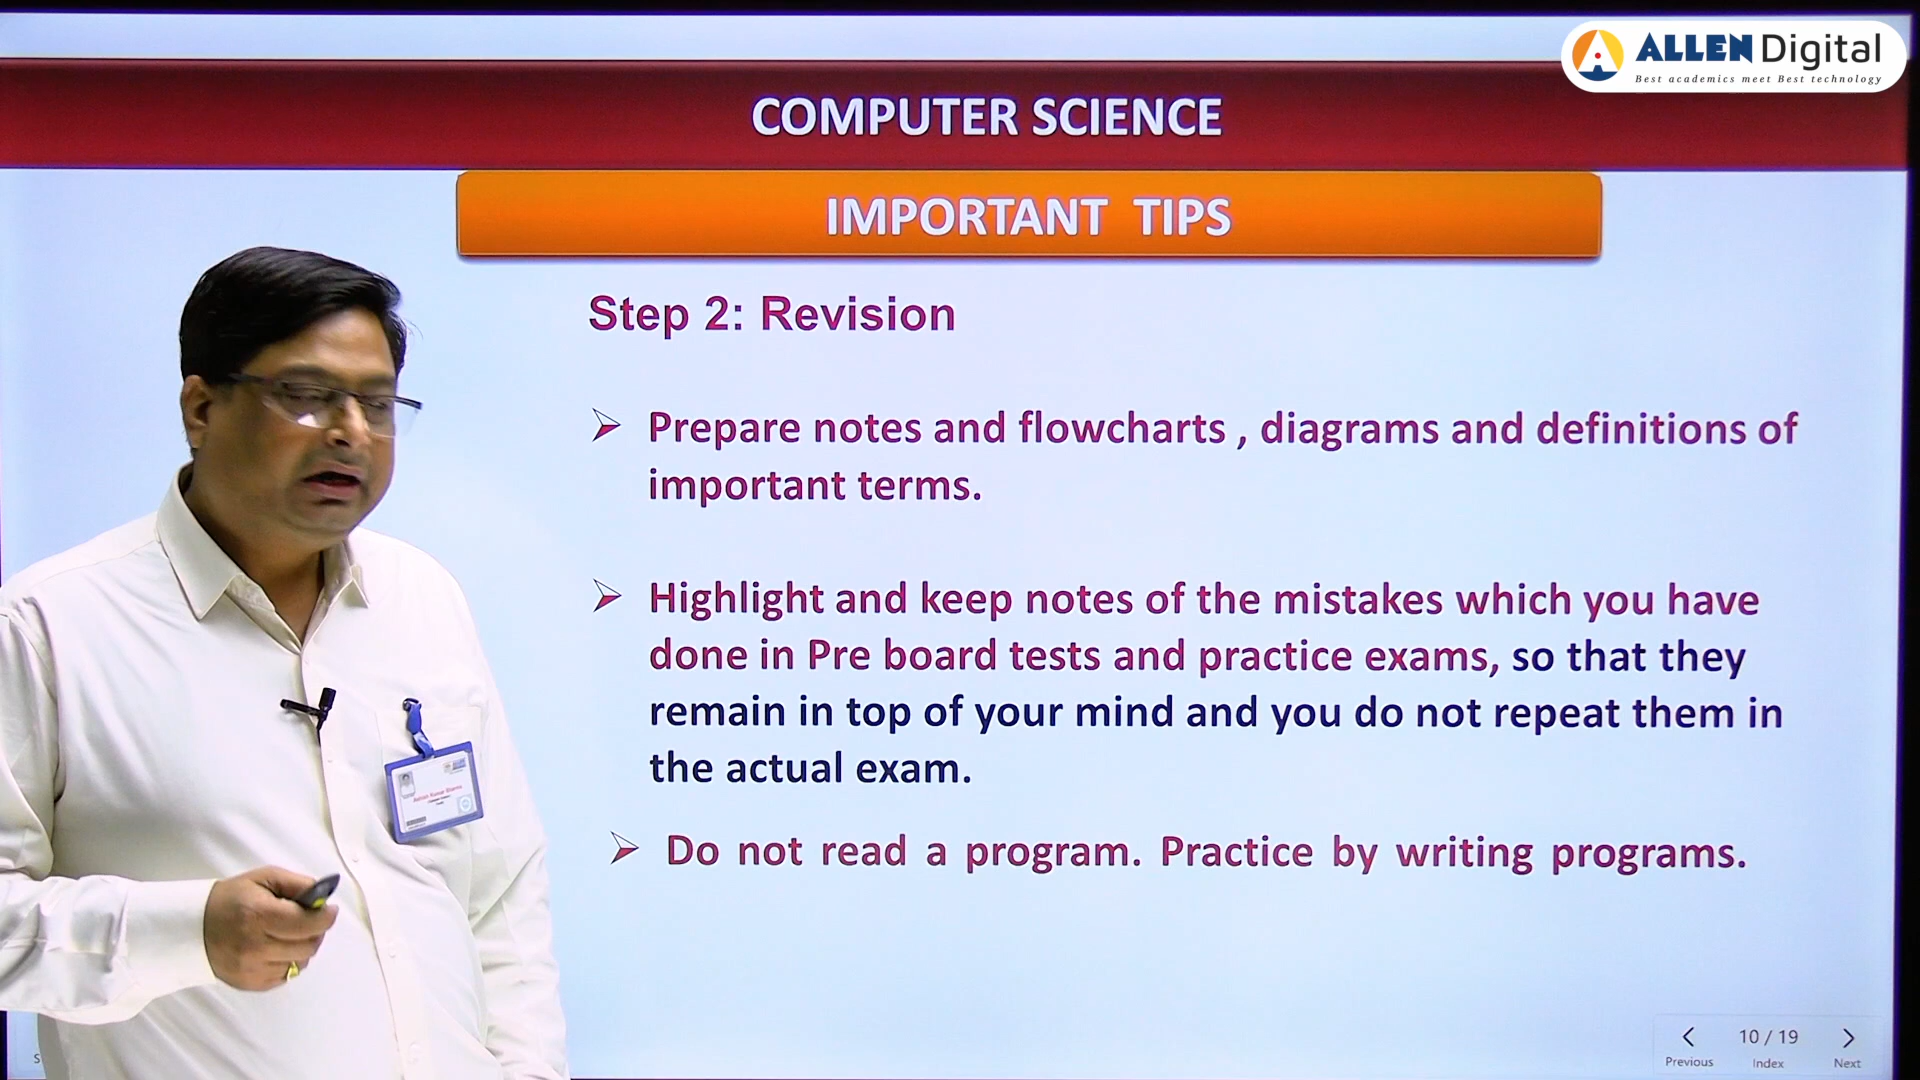 ALLEN Digital
Best academics meet Best technology
COMPUTER SCIENCE
IMPORTANT TIPS
Step 2: Revision
Prepare notes and flowcharts , diagrams and definitions of
important terms.
Highlight and keep notes of the mistakes which you have
done in Pre board tests and practice exams, so that they
remain in top of your mind and you do not repeat them in
the actual exam.
Do not read a program. Practice by writing programs.
10 / 19
Previous Index Next